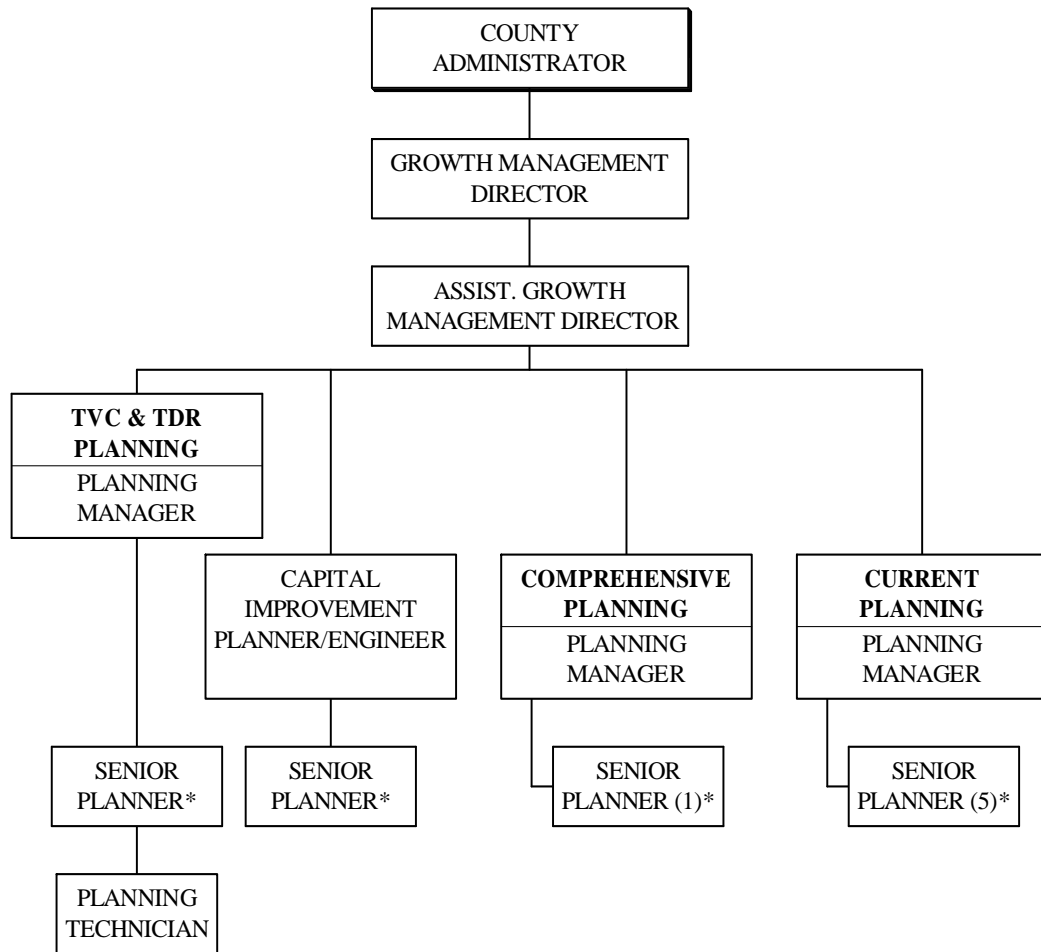 COUNTY
ADMINISTRATOR
GROWTH MANAGEMENT
DIRECTOR
ASSIST. GROWTH
MANAGEMENT DIRECTOR
TVC & TDR
PLANNING
PLANNING
MANAGER
CAPITAL
IMPROVEMENT
PLANNER/ENGINEER
COMPREHENSIVE
PLANNING
PLANNING
MANAGER
CURRENT
PLANNING
PLANNING
MANAGER
SENIOR
PLANNER*
SENIOR
PLANNER*
SENIOR
PLANNER (1)*
SENIOR
PLANNER (5)*
PLANNING
TECHNICIAN